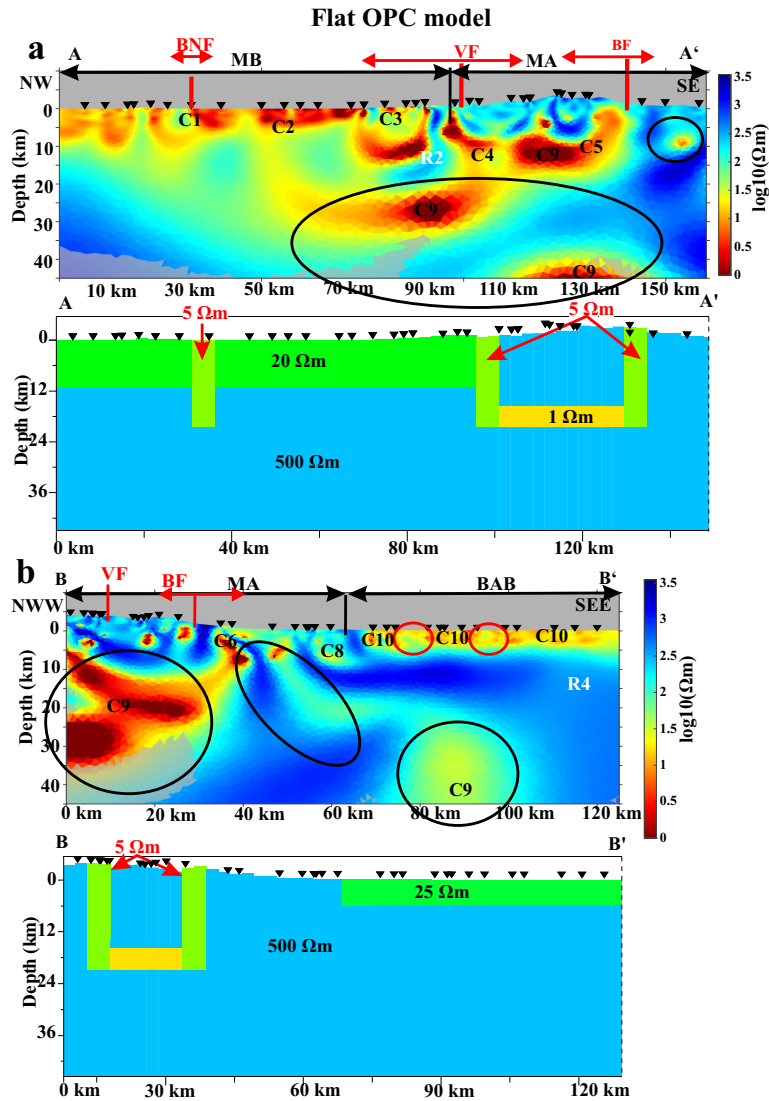 Flat OPC model
a A BNF MB VF MA BF A‘
NW SE
0 10 20 30 40
Depth (km)
C1 C2 C3 R2 C4 C9 C5
C9
C9
10 km 30 km 50 km 70 km 90 km 110 km 130 km 150 km
3.5 3 2.5 2 1.5 1 0.5 0
log10(Ωm)
A A'
5 Ωm 5 Ωm
0 12 24 36
Depth (km)
20 Ωm
1 Ωm
500 Ωm
0 km 40 km 80 km 120 km
b B VF BF MA BAB B‘
NWW SEE
0 10 20 30 40
Depth (km)
C6 C8 C10 C10 C10
C9 R4
C9
0 km 20 km 40 km 60 km 80 km 100 km 120 km
3.5 3 2.5 2 1.5 1 0.5 0
log10(Ωm)
B B'
5 Ωm
0 12 24 36
Depth (km)
25 Ωm
500 Ωm
0 km 30 km 60 km 90 km 120 km